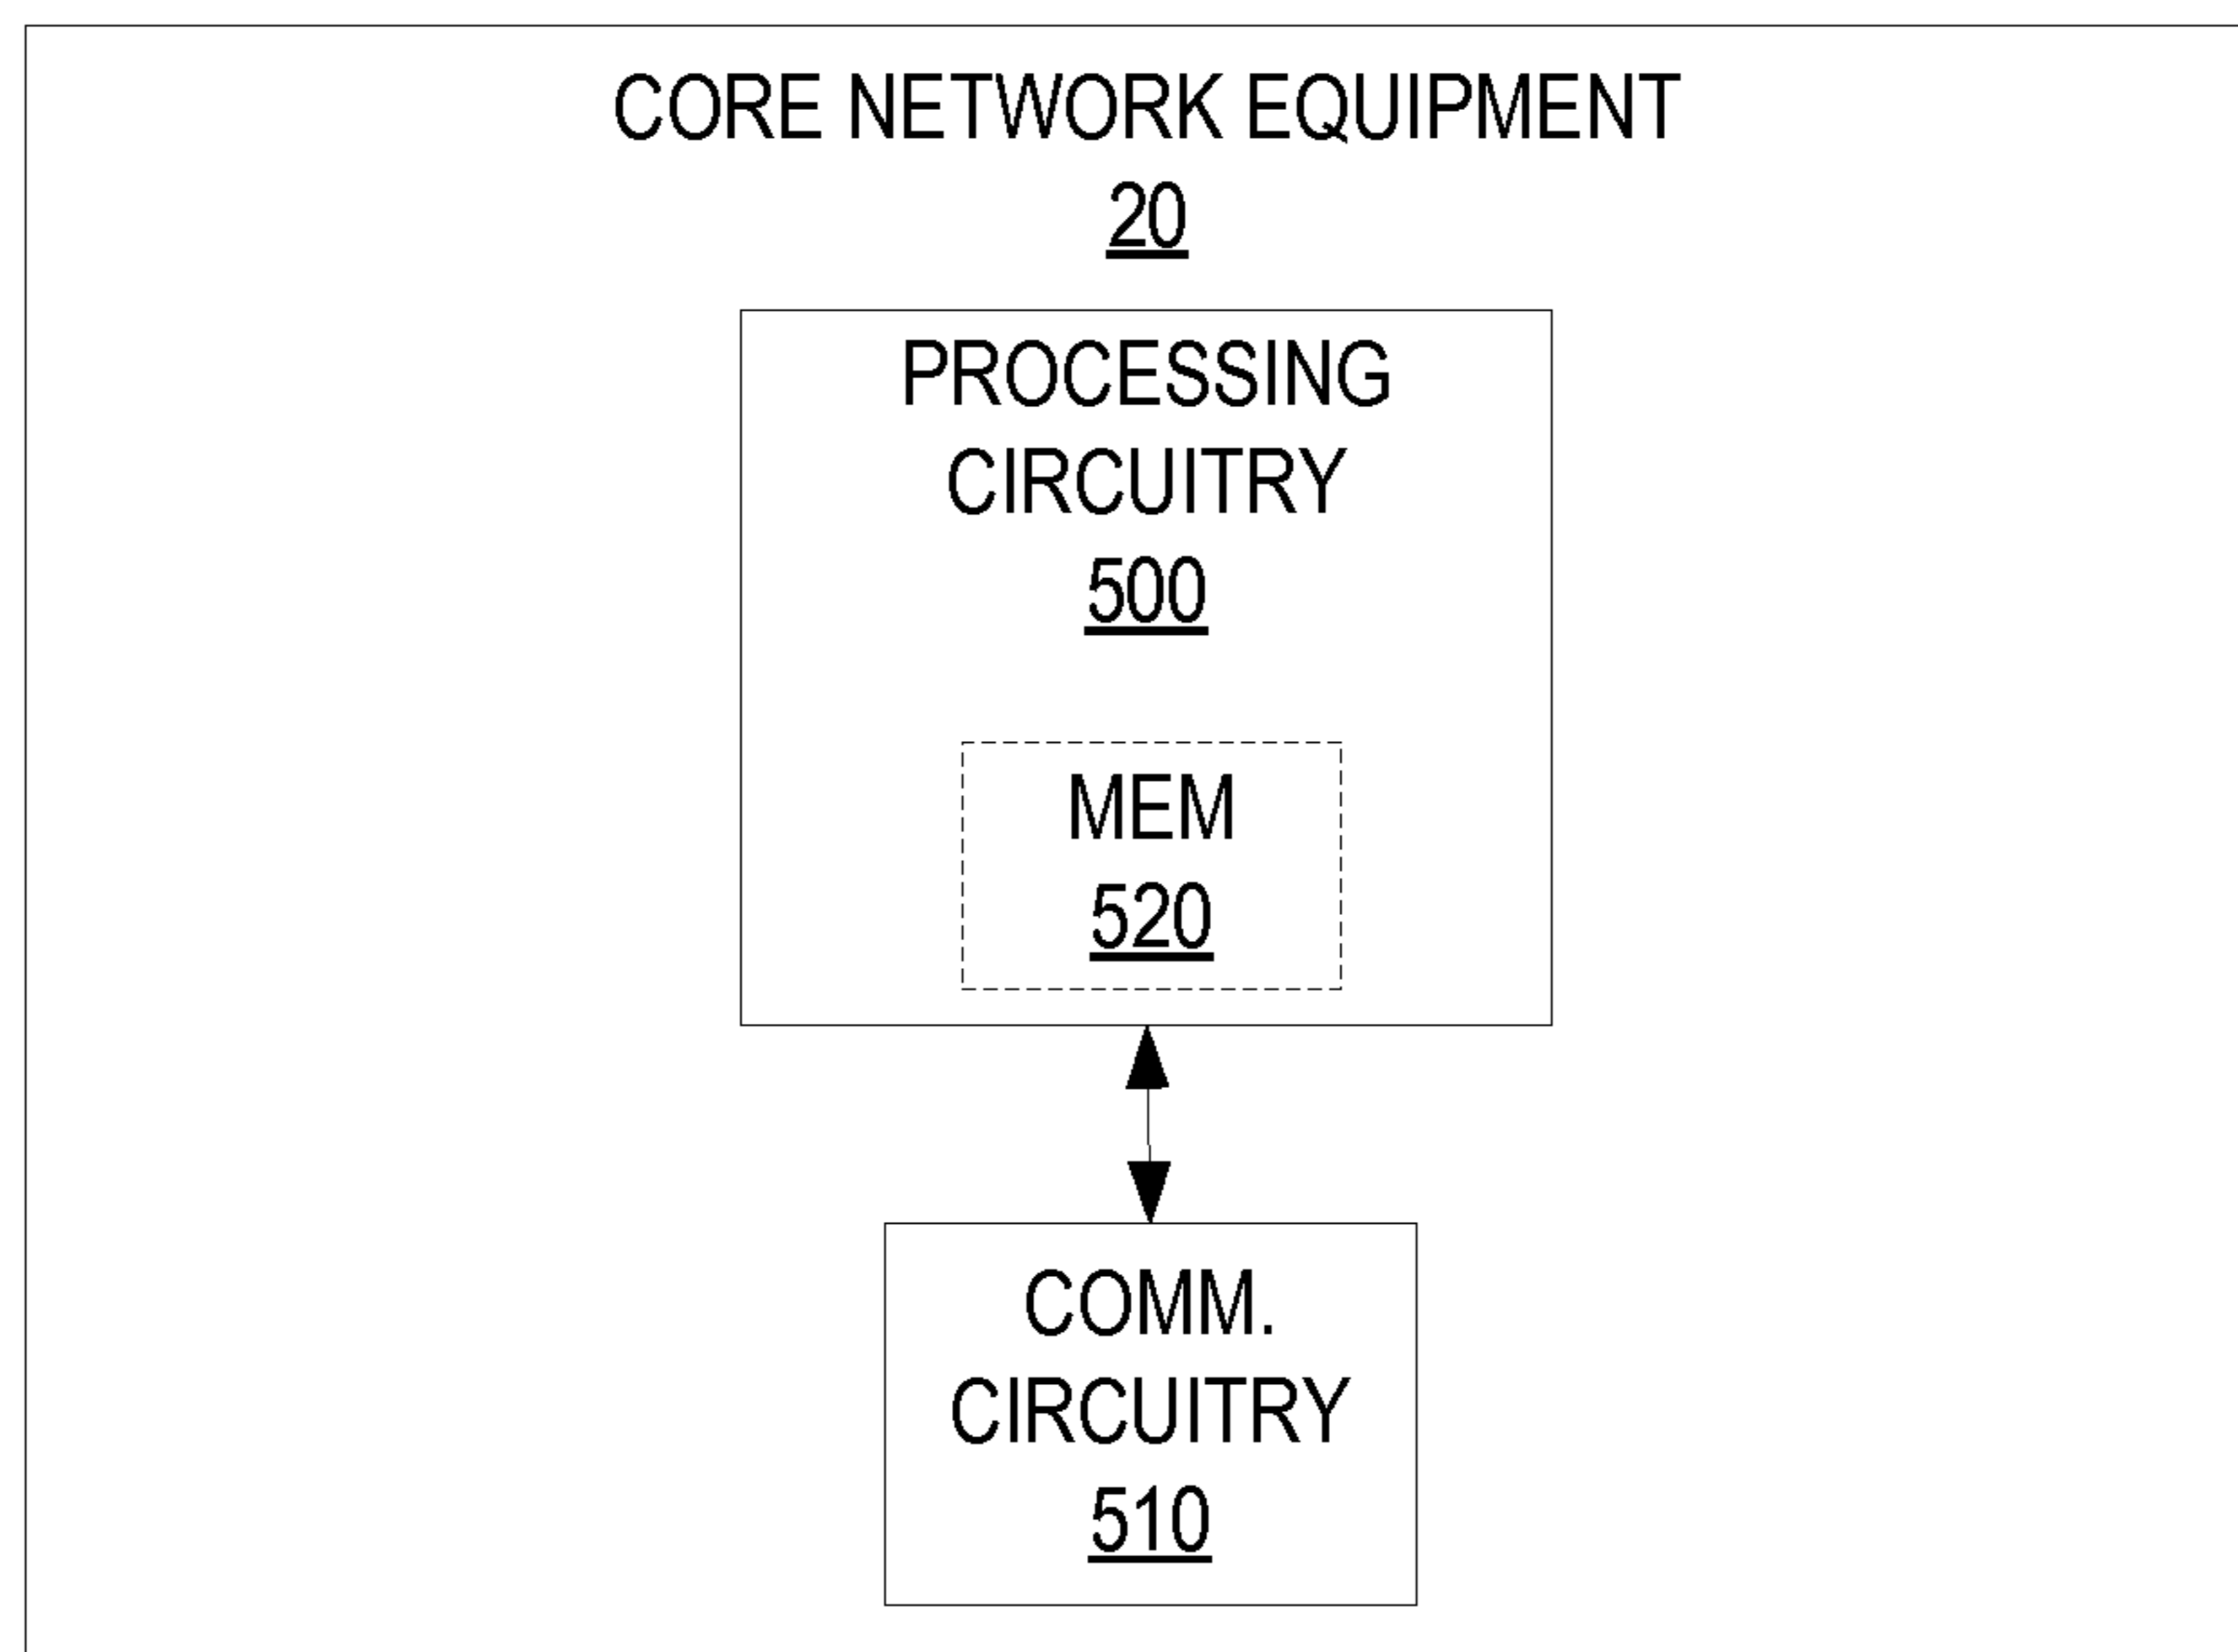 CORE NETWORK EQUIPMENT
20
PROCESSING
CIRCUITRY
500
MEM
520
COMM.
CIRCUITRY
510